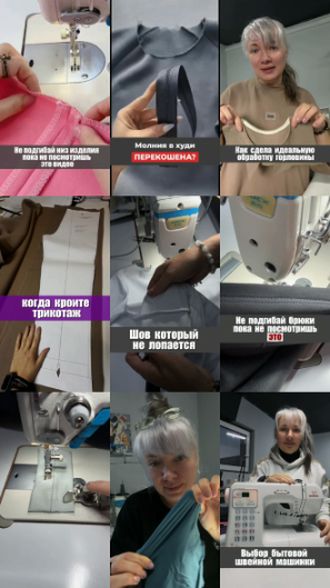 Не подгибай низ изделия
пока не посмотришь
это видео
Молния в худи
ПЕРЕКОШЕНА?
Как сдела идеальную
обработку горловины
когда кроите
трикотаж
Шов который
не лопается
Не подгибай брюки
пока не посмотришь
это
Выбор бытовой
швейной машинки